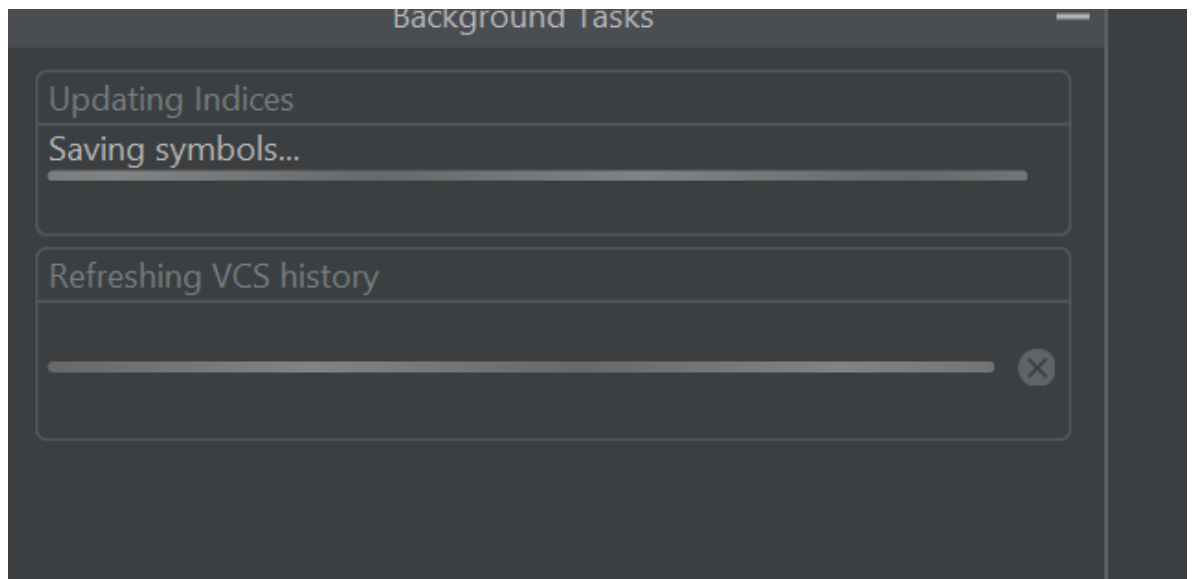 Background Tasks
Updating Indices
Saving symbols...
Refreshing VCS history